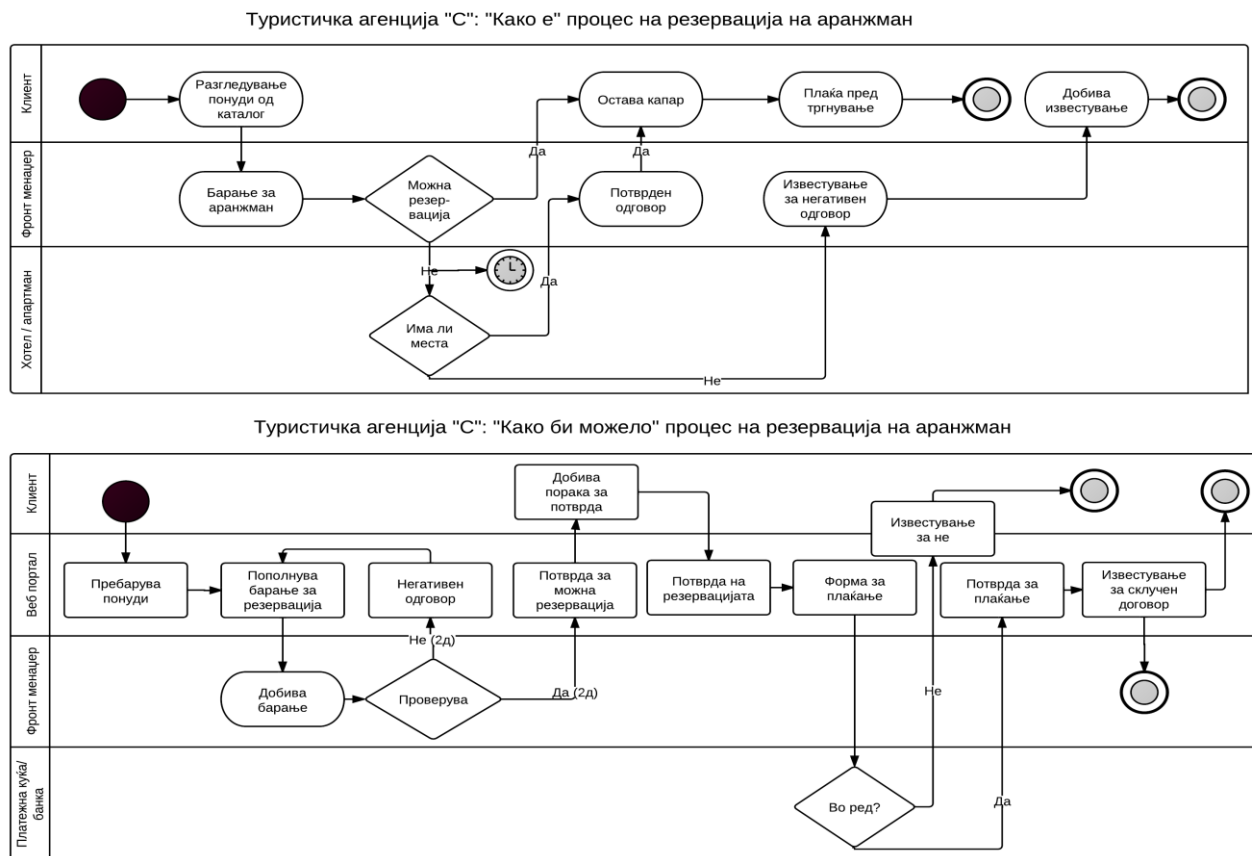 Туристичка агенција "С": "Како е" процес на резервација на аранжман
Клиент
Разгледување
понуди од
каталог
Остава капар
Плаќа пред
тргнување
Добива
известување
Да
Да
Фронт менаџер
Барање за
аранжман
Можна
резер-
вација
Потврден
одговор
Известување
за негативен
одговор
Хотел / апартман
Не
Да
Има ли
места
Не
Туристичка агенција "С": "Како би можело" процес на резервација на аранжман
Клиент
Добива
порака за
потврда
Известување
за не
Веб портал
Пребарува
понуди
Пополнува
барање за
резервација
Негативен
одговор
Потврда за
можна
резервација
Потврда на
резервацијата
Форма за
плаќање
Потврда за
плаќање
Известување
за склучен
договор
Фронт менаџер
Не (2д)
Добива
барање
Проверува
Да (2д)
Не
Платежна куќа/
банка
Во ред?
Да